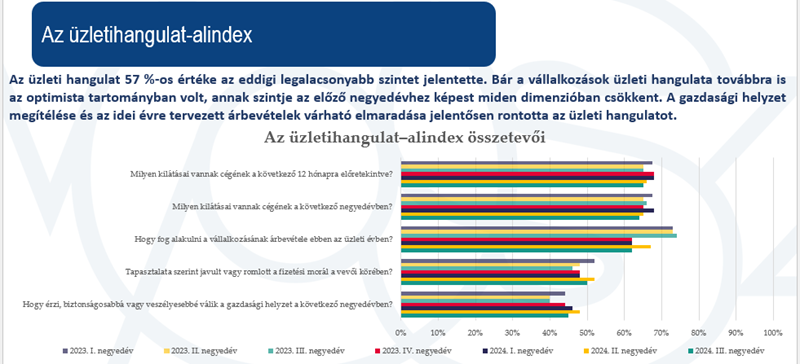 Az üzletihangulat-alindex
Az üzleti hangulat 57 %-os értéke az eddigi legalacsonyabb szintet jelentette. Bár a vállalkozások üzleti hangulata továbbra is
az optimista tartományban volt, annak szintje az előző negyedévhez képest miden dimenzióban csökkent. A gazdasági helyzet
megítélése és az idei évre tervezett árbevételek várható elmaradása jelentősen rontotta az üzleti hangulatot.
Az üzletihangulat–alindex összetevői
Milyen kilátásai vannak cégének a következő 12 hónapra előretekintve?
Milyen kilátásai vannak cégének a következő negyedévben?
Hogy fog alakulni a vállalkozásának árbevétele ebben az üzleti évben?
Tapasztalata szerint javult vagy romlott a fizetési morál a vevői körében?
Hogy érzi, biztonságosabbá vagy veszélyesebbé válik a gazdasági helyzet a következő negyedévben?
0% 10% 20% 30% 40% 50% 60% 70% 80% 90% 100%
2023. I. negyedév 2023. II. negyedév 2023. III. negyedév 2023. IV. negyedév 2024. I. negyedév 2024. II. negyedév 2024. III. negyedév